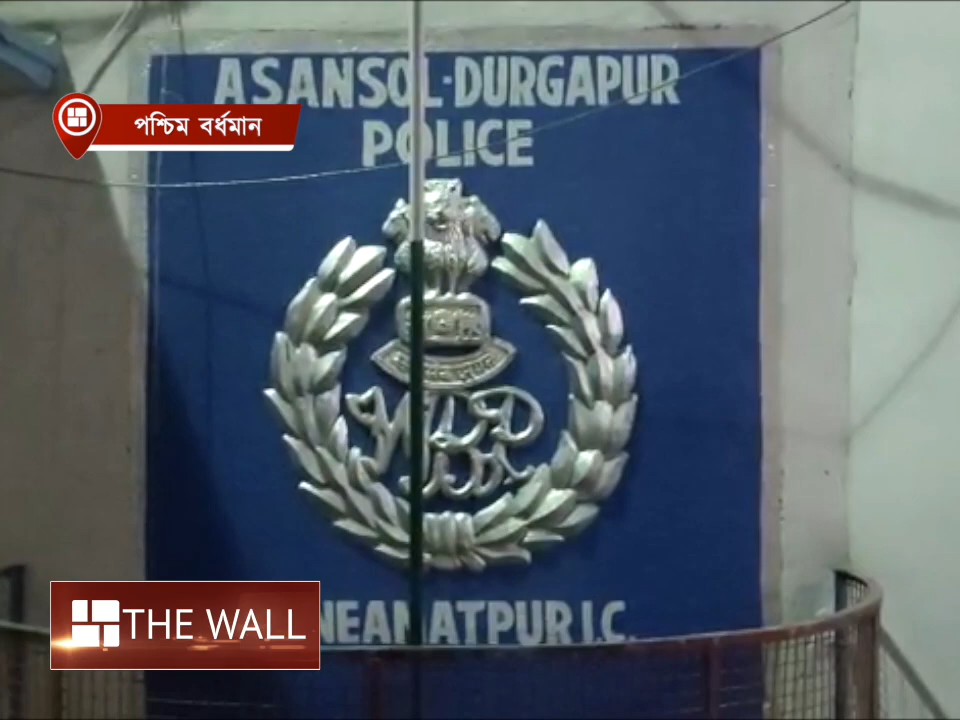 ASANSOL-DURGAPUR
পশ্চিম বর্ধমান
POLICE
THE WALL
NEAMATPUR I.C.